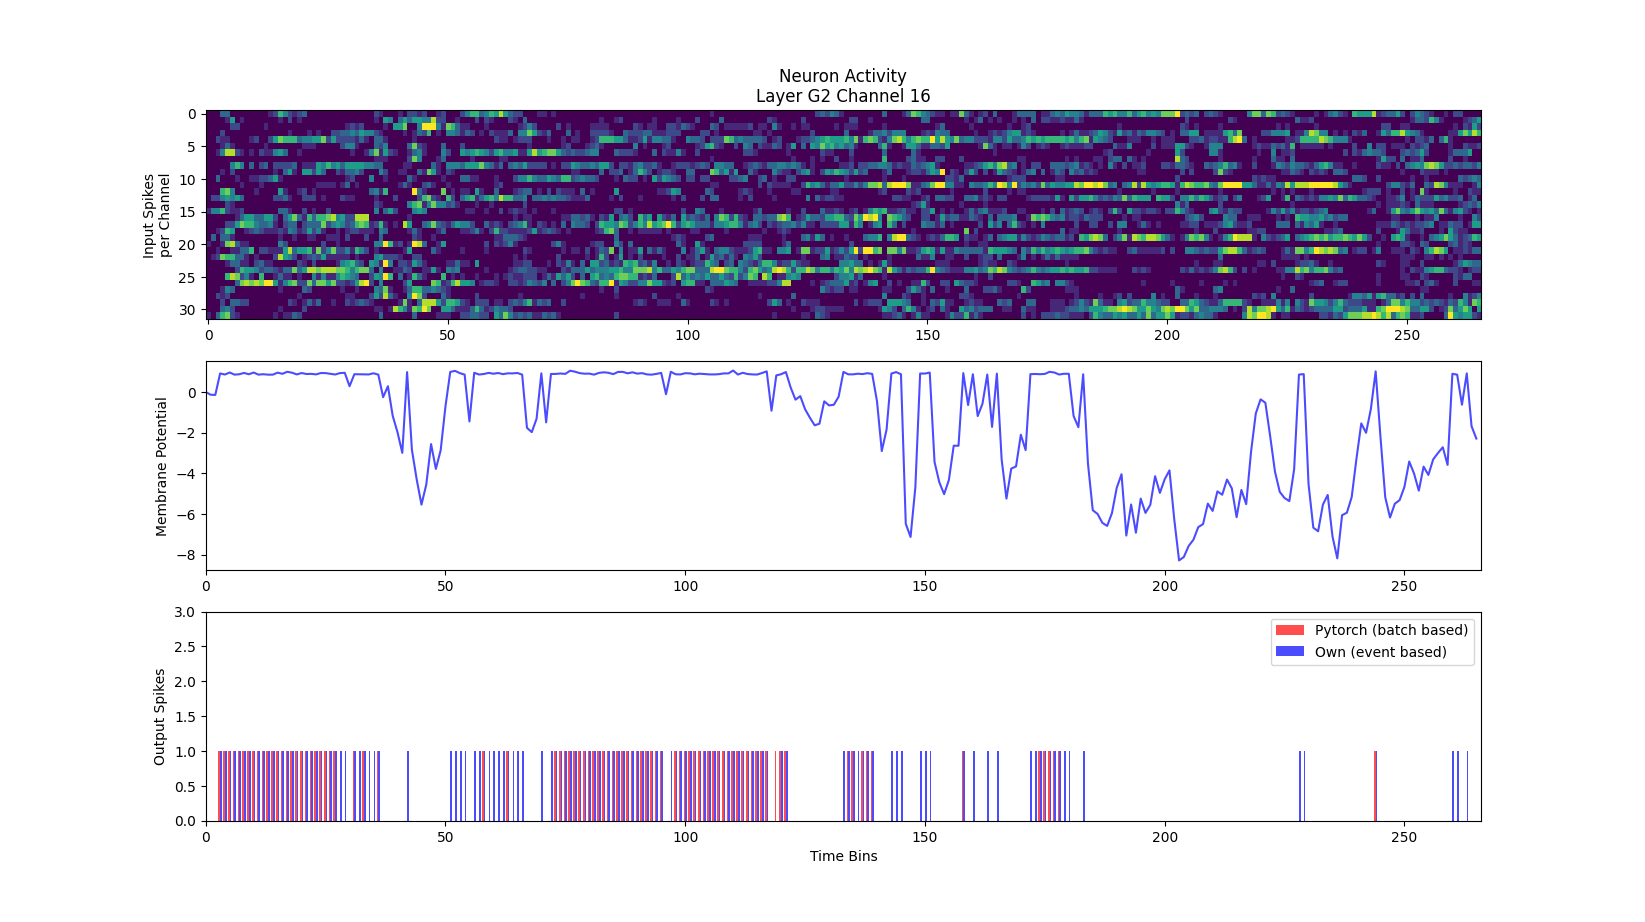 Neuron Activity
Layer G2 Channel 16
Input Spikes
per Channel
0
5
10
15
20
25
30
0 50 100 150 200 250
Membrane Potential
0
−2
−4
−6
−8
0 50 100 150 200 250
Output Spikes
3.0
2.5
2.0
1.5
1.0
0.5
0.0
Pytorch (batch based)
Own (event based)
0 50 100 150 200 250
Time Bins